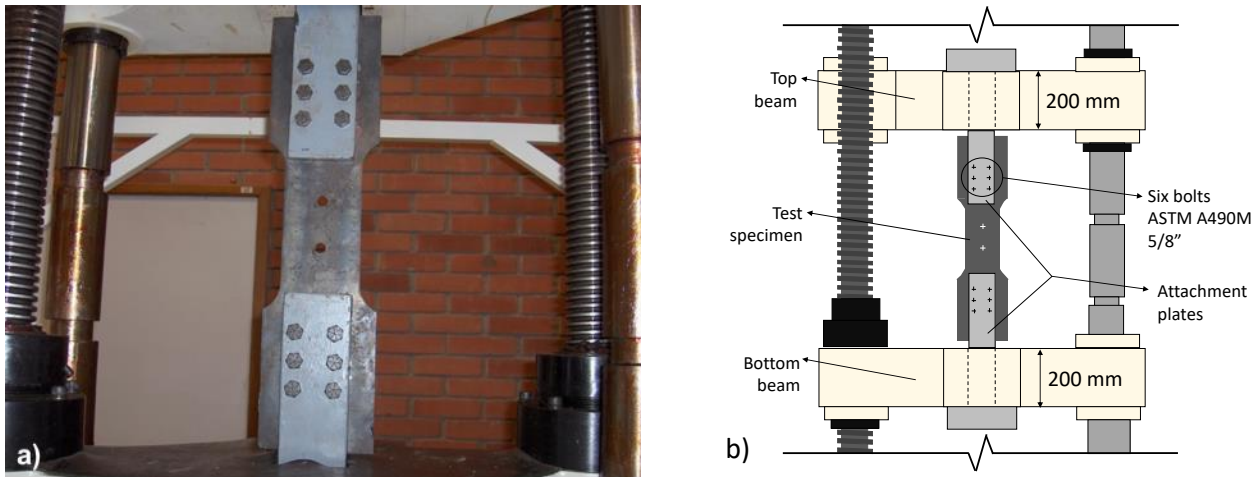 a)
Top
beam
200 mm
Six bolts
ASTM A490M
5/8”
Test
specimen
Attachment
plates
Bottom
beam
200 mm
b)